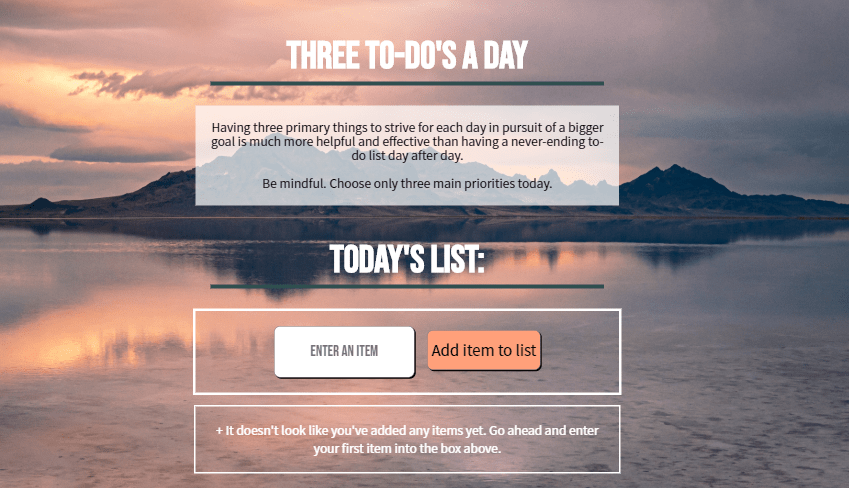 THREE TO-DO'S A DAY
Having three primary things to strive for each day in pursuit of a bigger
goal is much more helpful and effective than having a never-ending to-
do list day after day.
Be mindful. Choose only three main priorities today.
TODAY'S LIST:
ENTER AN ITEM
Add item to list
+ It doesn't look like you've added any items yet. Go ahead and enter
your first item into the box above.